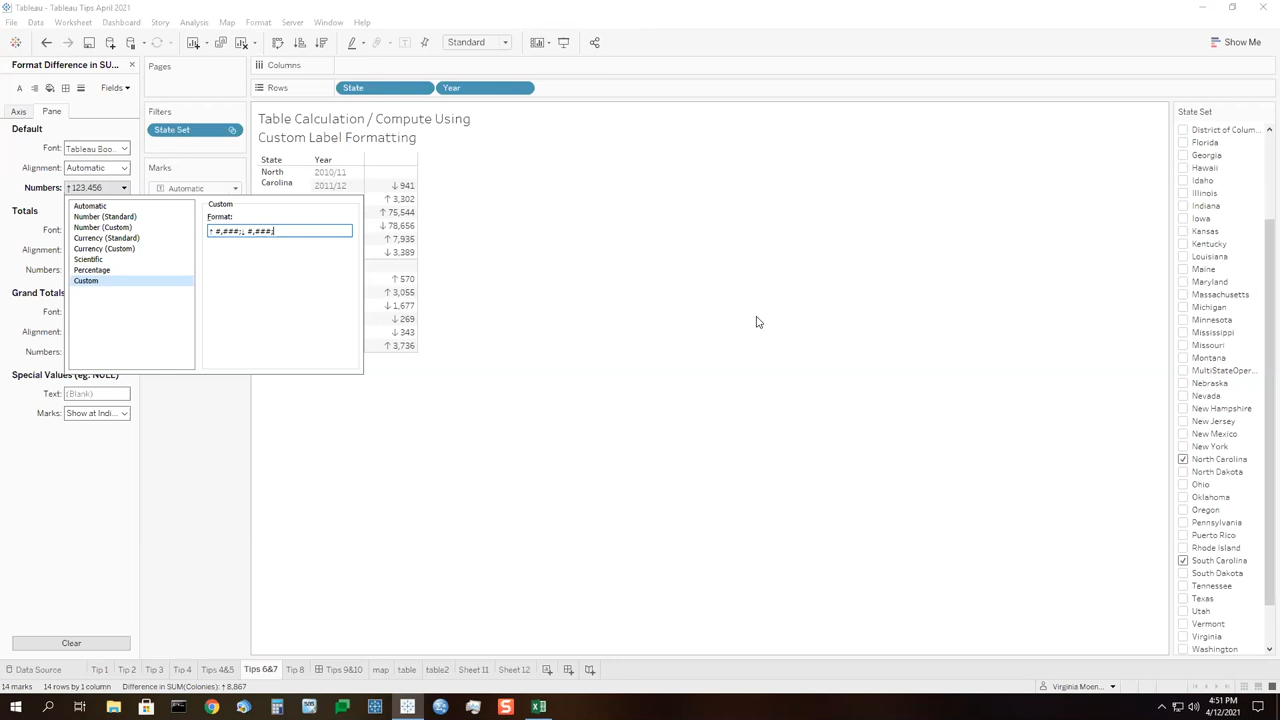 Tableau - Tableau Tips April 2021
File Data Worksheet Dashboard Story Analysis Map Format Server Window Help
Standard
Show Me
Format Difference in SU...
Fields
Axis Pane
Default
Font: Tableau Boo...
Alignment: Automatic
Numbers: ↑123,456
Totals
Font:
Alignment:
Numbers:
Grand Totals
Font:
Alignment:
Numbers:
Special Values (eg. NULL)
Text: (Blank)
Marks: Show at Indi...
Clear
Automatic
Number (Standard)
Number (Custom)
Currency (Standard)
Currency (Custom)
Scientific
Percentage
Custom
Custom
Format:
↑ #,###;↓ #,###;
Pages
Filters
State Set
Marks
Automatic
Columns
Rows State Year
Table Calculation / Compute Using
Custom Label Formatting
State Year
North 2010/11
Carolina 2011/12 ↓ 941
↑ 3,302
↑ 75,544
↓ 78,656
↑ 7,935
↓ 3,389
↑ 570
↑ 3,055
↓ 1,677
↓ 269
↓ 343
↑ 3,736
State Set
District of Colum...
Florida
Georgia
Hawaii
Idaho
Illinois
Indiana
Iowa
Kansas
Kentucky
Louisiana
Maine
Maryland
Massachusetts
Michigan
Minnesota
Mississippi
Missouri
Montana
MultiStateOper...
Nebraska
Nevada
New Hampshire
New Jersey
New Mexico
New York
North Carolina
North Dakota
Ohio
Oklahoma
Oregon
Pennsylvania
Puerto Rico
Rhode Island
South Carolina
South Dakota
Tennessee
Texas
Utah
Vermont
Virginia
Washington
Data Source Tip 1 Tip 2 Tip 3 Tip 4 Tips 4&5 Tips 6&7 Tip 8 Tips 9&10 map table table2 Sheet 11 Sheet 12
14 marks 14 rows by 1 column Difference in SUM(Colonies): ↑ 8,867
Virginia Moen...
4:51 PM
4/12/2021